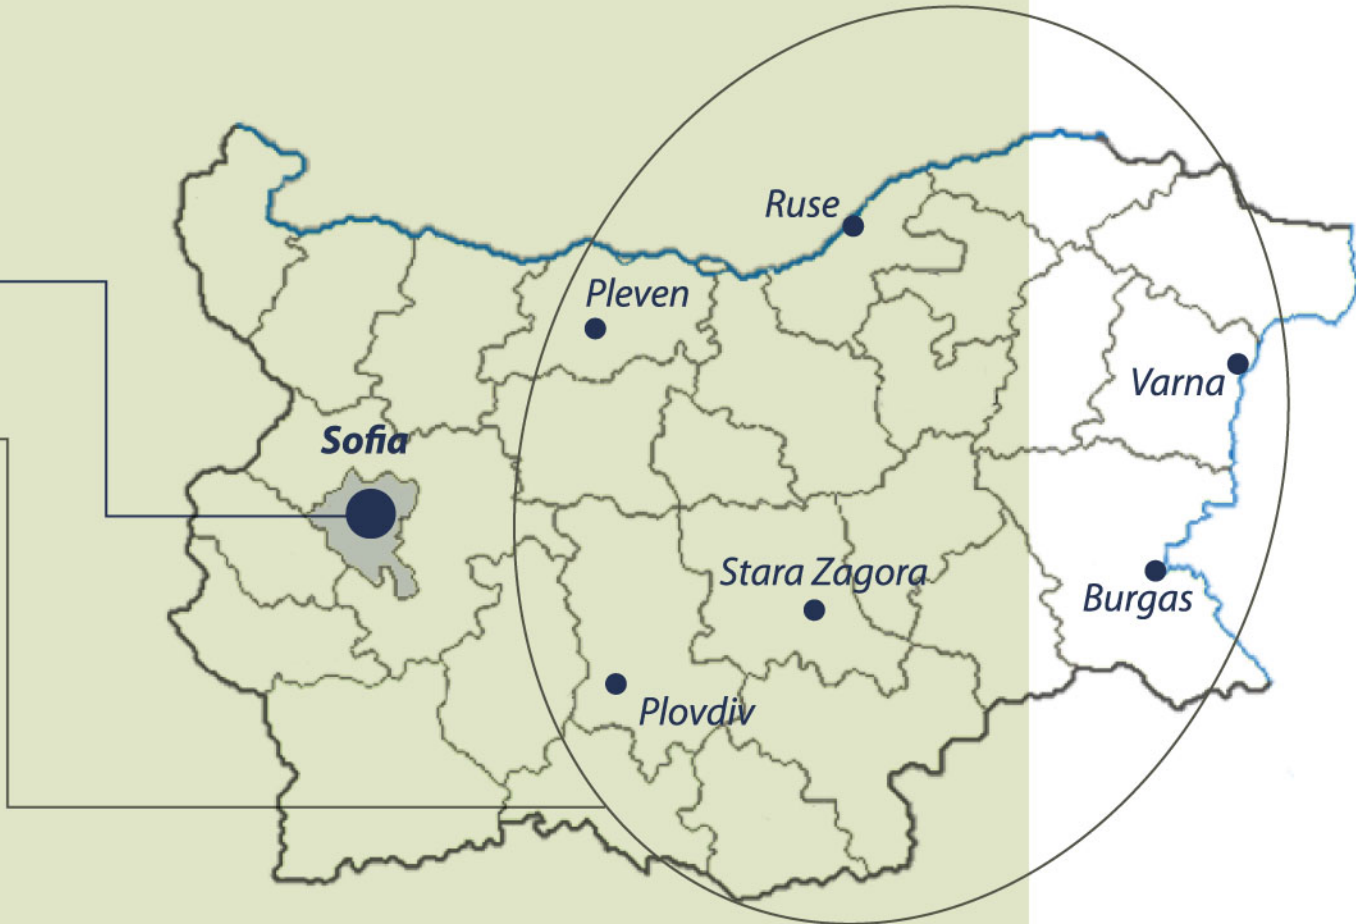 Ruse
Pleven
Varna
Sofia
Stara Zagora
Burgas
Plovdiv